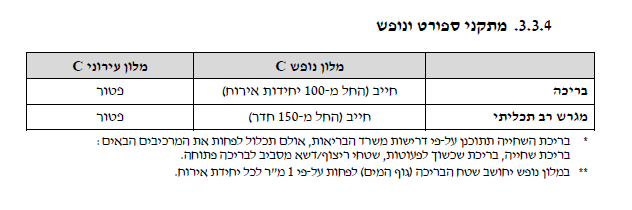 3.3.4. מתקני ספורט ונופש
מלון נופש C מלון עירוני C
בריכה חייב (החל מ-100 יחידות אירוח) פטור
מגרש רב תכליתי חייב (החל מ-150 חדר) פטור
* בריכת השחייה תתוכנן על-פי דרישות משרד הבריאות, אולם תכלול לפחות את המרכיבים הבאים:
בריכת שחייה, בריכת שכשוך לפעוטות, שטחי ריצוף/דשא מסביב לבריכה פתוחה.
** במלון נופש יחושב שטח הבריכה (גוף המים) לפחות על-פי 1 מ"ר לכל יחידת אירוח.